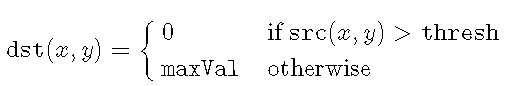 dst(x, y) = { 0 if src(x, y) > thresh
maxVal otherwise